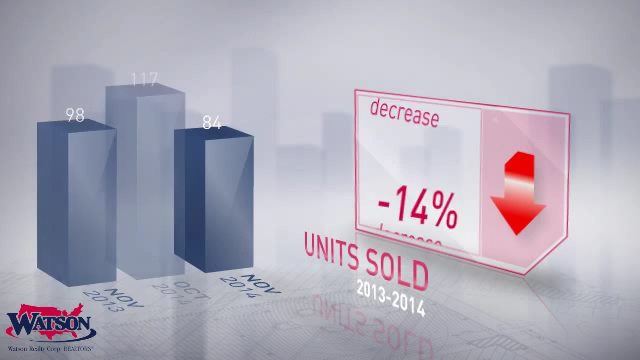 98
117
84
NOV
2013
OCT
2014
NOV
2014
decrease
-14%
decrease
UNITS SOLD
2013-2014
WATSON
Watson Realty Corp. REALTORS®